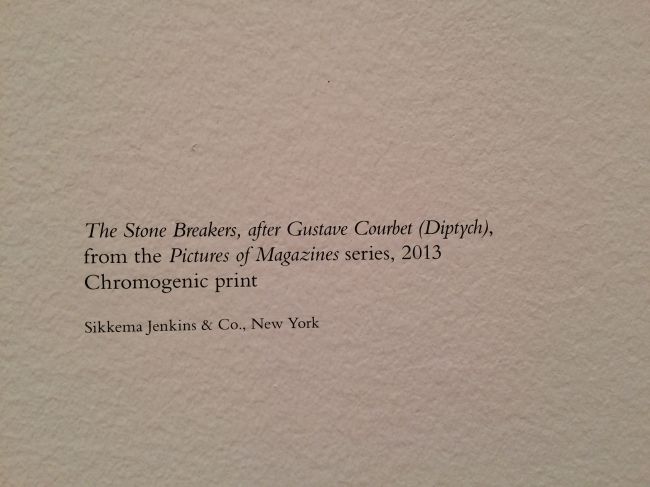 The Stone Breakers, after Gustave Courbet (Diptych),
from the Pictures of Magazines series, 2013
Chromogenic print
Sikkema Jenkins & Co., New York